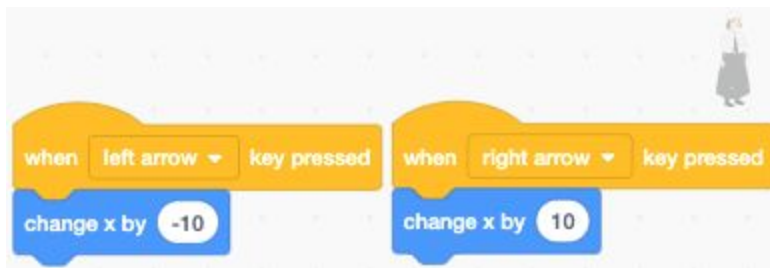 when left arrow key pressed
change x by -10
when right arrow key pressed
change x by 10